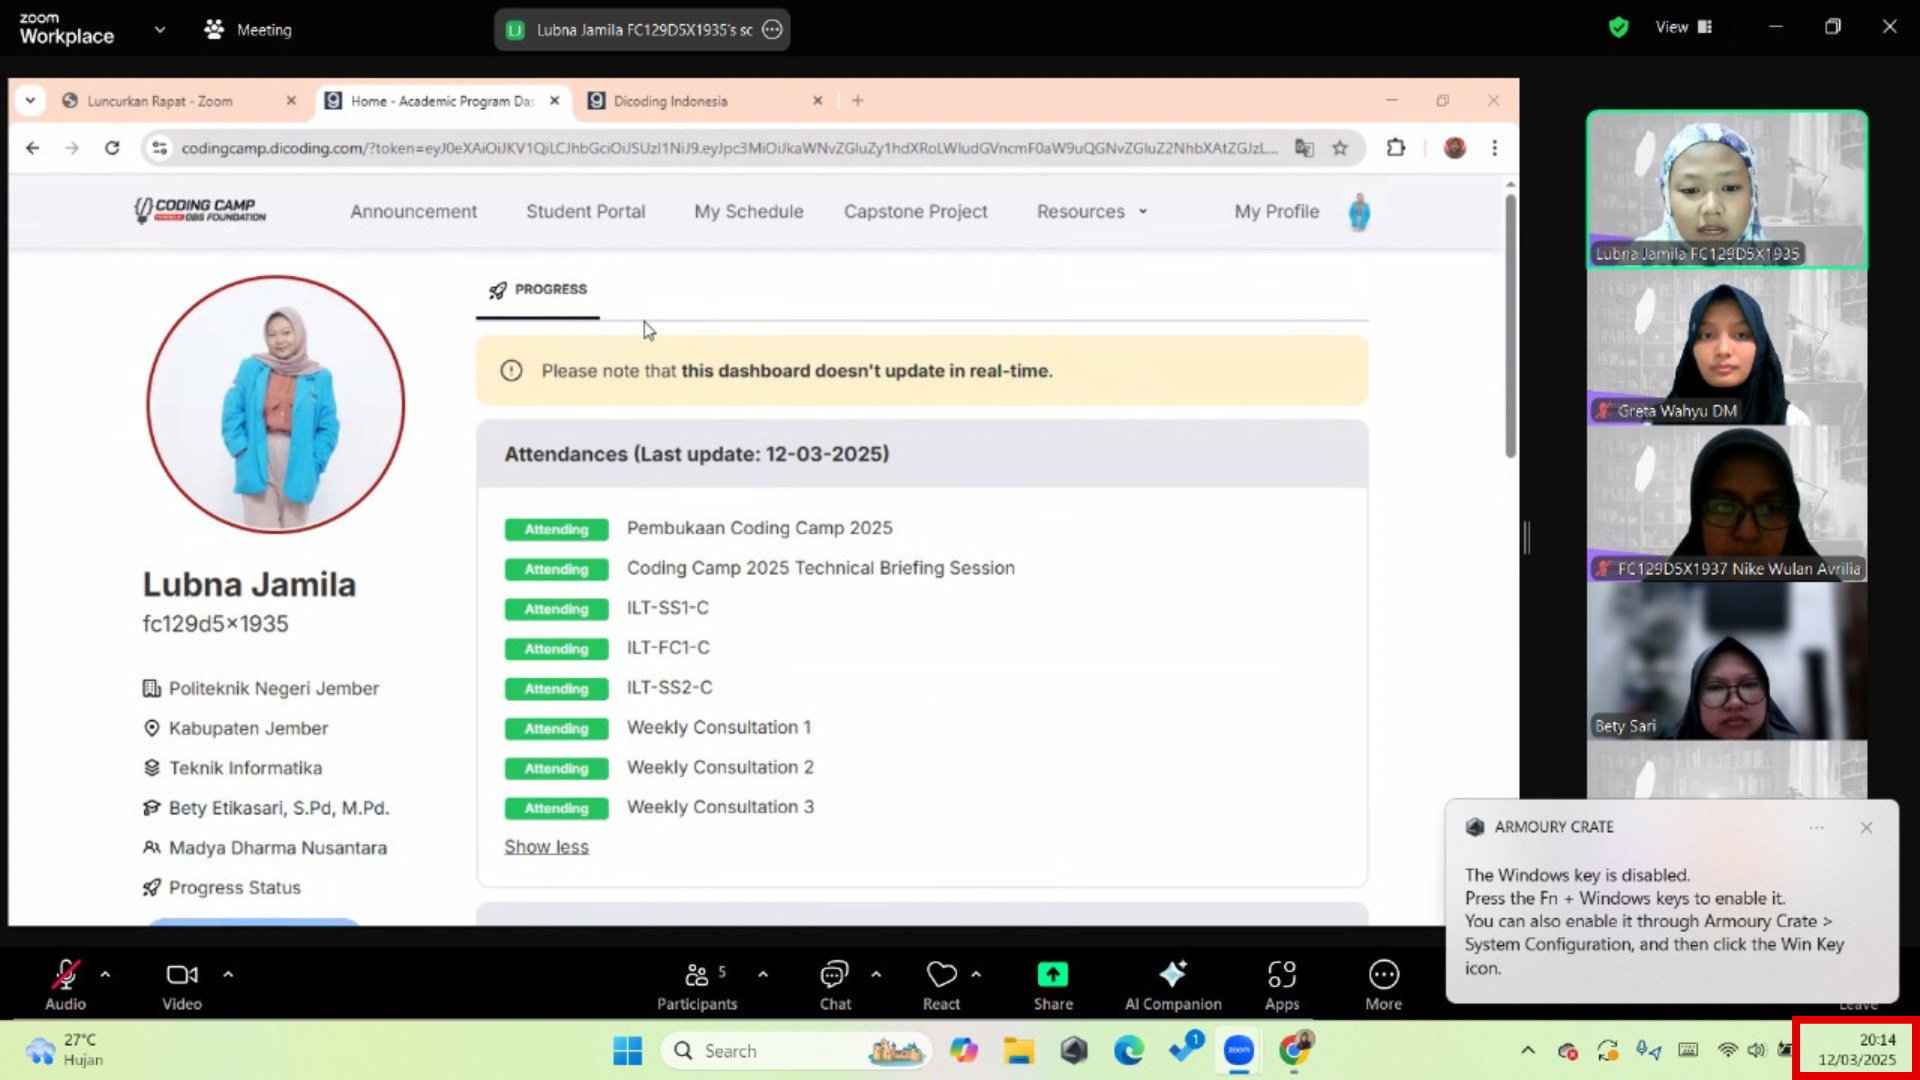 zoom
Workplace
Meeting
Lubna Jamila FC129D5X1935's sc
View
Luncurkan Rapat - Zoom
Home - Academic Program Da
Dicoding Indonesia
CODING CAMP
DBS FOUNDATION
Announcement
Student Portal
My Schedule
Capstone Project
Resources
My Profile
PROGRESS
Please note that this dashboard doesn't update in real-time.
Attendances (Last update: 12-03-2025)
Attending Pembukaan Coding Camp 2025
Attending Coding Camp 2025 Technical Briefing Session
Attending ILT-SS1-C
Attending ILT-FC1-C
Attending ILT-SS2-C
Attending Weekly Consultation 1
Attending Weekly Consultation 2
Attending Weekly Consultation 3
Show less
Lubna Jamila
fc129d5×1935
Politeknik Negeri Jember
Kabupaten Jember
Teknik Informatika
Bety Etikasari, S.Pd, M.Pd.
Madya Dharma Nusantara
Progress Status
Lubna Jamila FC129D5X1935
Greta Wahyu DM
FC129D5X1937 Nike Wulan Avrilia
Bety Sari
ARMOURY CRATE
The Windows key is disabled.
Press the Fn + Windows keys to enable it.
You can also enable it through Armoury Crate >
System Configuration, and then click the Win Key
icon.
Audio
Video
5
Participants
Chat
React
Share
AI Companion
Apps
More
Leave
27°C
Hujan
Search
1
zoom
20:14
12/03/2025